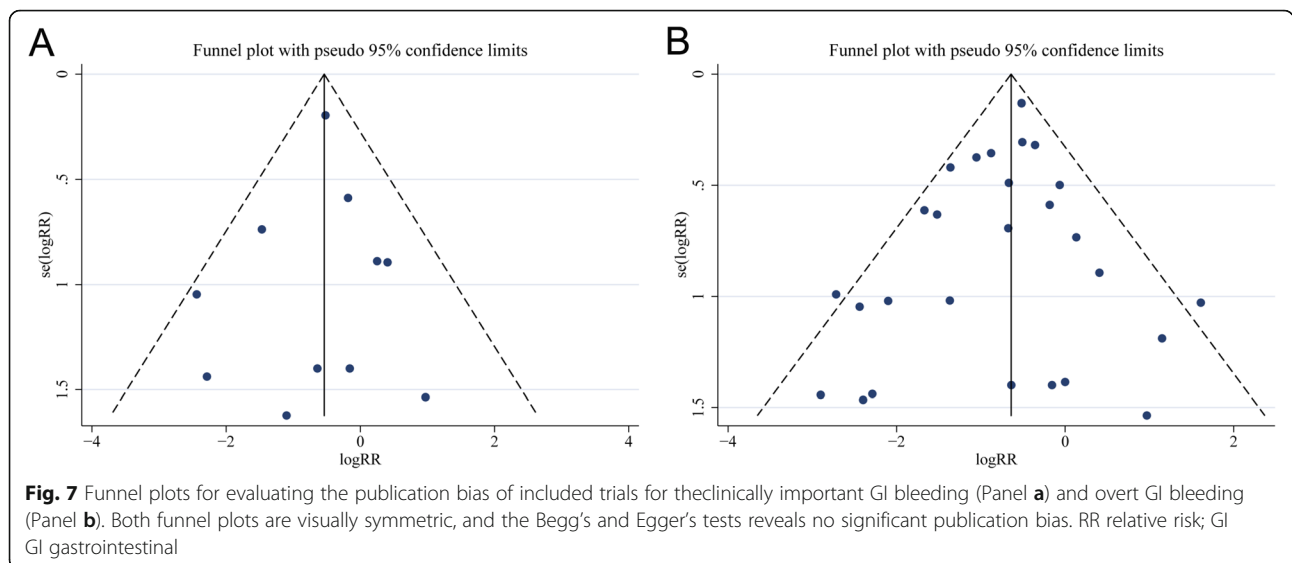 A
Funnel plot with pseudo 95% confidence limits
0
.5
1
1.5
se(logRR)
−4
−2
0
2
4
logRR
B
Funnel plot with pseudo 95% confidence limits
0
.5
1
1.5
se(logRR)
−4
−2
0
2
logRR
Fig. 7 Funnel plots for evaluating the publication bias of included trials for theclinically important GI bleeding (Panel a) and overt GI bleeding
(Panel b). Both funnel plots are visually symmetric, and the Begg's and Egger's tests reveals no significant publication bias. RR relative risk; GI
GI gastrointestinal